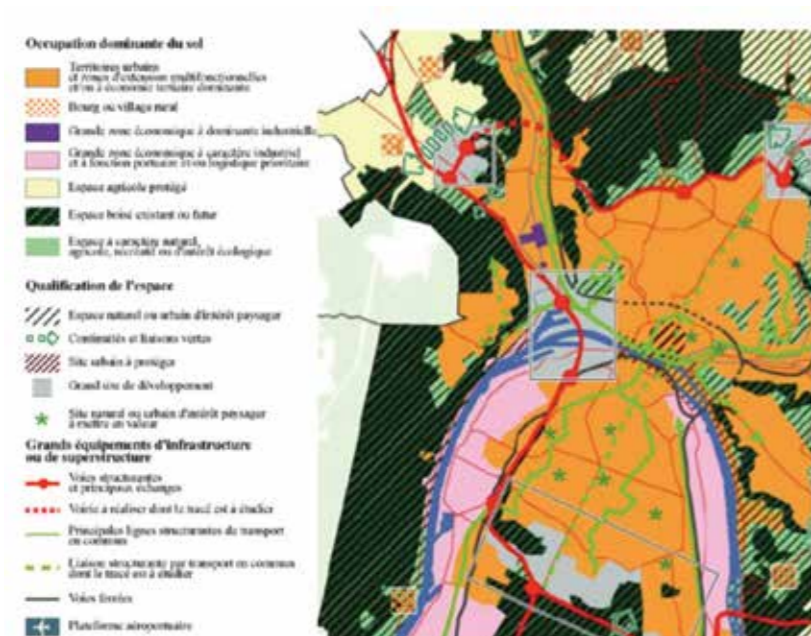 Occupation dominante du sol
Territoires urbains
et zones d'extension multifonctionnelles
et/ou à économie tertiaire dominante
Bourg ou village rural
Grande zone économique à dominante industrielle
Grande zone économique à caractère industriel
et à fonction portuaire et/ou logistique prioritaire
Espace agricole protégé
Espace boisé existant ou futur
Espace à caractère naturel,
agricole, récréatif ou d'intérêt écologique
Qualification de l'espace
Espace naturel ou urbain d'intérêt paysager
Continuités et liaisons vertes
Site urbain à protéger
Grand site de développement
Site naturel ou urbain d'intérêt paysager
à mettre en valeur
Grands équipements d'infrastructure
ou de superstructure
Voies structurantes
et principaux échanges
Voirie à réaliser dont le tracé est à étudier
Principales lignes structurantes de transport
en commun
Liaison structurante par transport en commun
dont le tracé est à étudier
Voies ferrées
Plateforme aéroportuaire